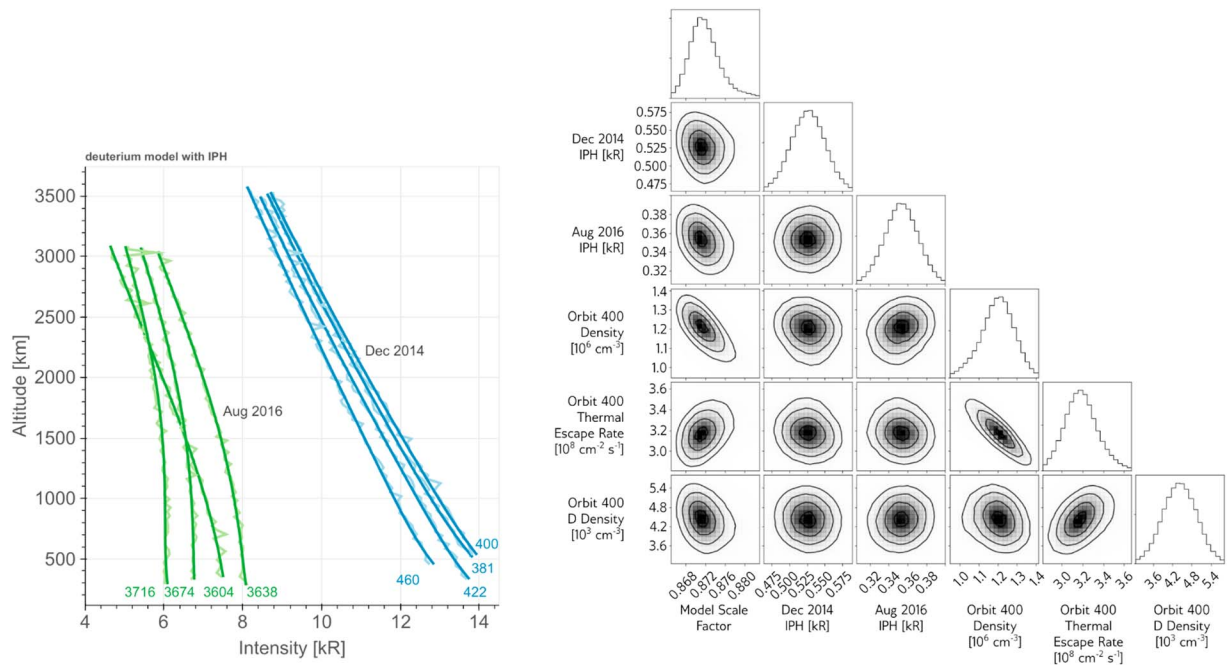 deuterium model with IPH
3500
3000
2500
2000
1500
1000
500
Altitude [km]
Dec 2014
Aug 2016
400
381
460
422
3716 3674 3604 3638
4 6 8 10 12 14
Intensity [kR]
Dec 2014
IPH [kR]
0.575
0.550
0.525
0.500
0.475
Aug 2016
IPH [kR]
0.38
0.36
0.34
0.32
Orbit 400
Density
[10⁶ cm⁻³]
1.4
1.3
1.2
1.1
1.0
Orbit 400
Thermal
Escape Rate
[10⁸ cm⁻² s⁻¹]
3.6
3.4
3.2
3.0
Orbit 400
D Density
[10³ cm⁻³]
5.4
4.8
4.2
3.6
0.868 0.872 0.876 0.880
Model Scale
Factor
0.475 0.500 0.525 0.550 0.575
Dec 2014
IPH [kR]
0.32 0.34 0.36 0.38
Aug 2016
IPH [kR]
1.0 1.1 1.2 1.3 1.4
Orbit 400
Density
[10⁶ cm⁻³]
3.0 3.2 3.4 3.6
Orbit 400
Thermal
Escape Rate
[10⁸ cm⁻² s⁻¹]
3.6 4.2 4.8 5.4
Orbit 400
D Density
[10³ cm⁻³]